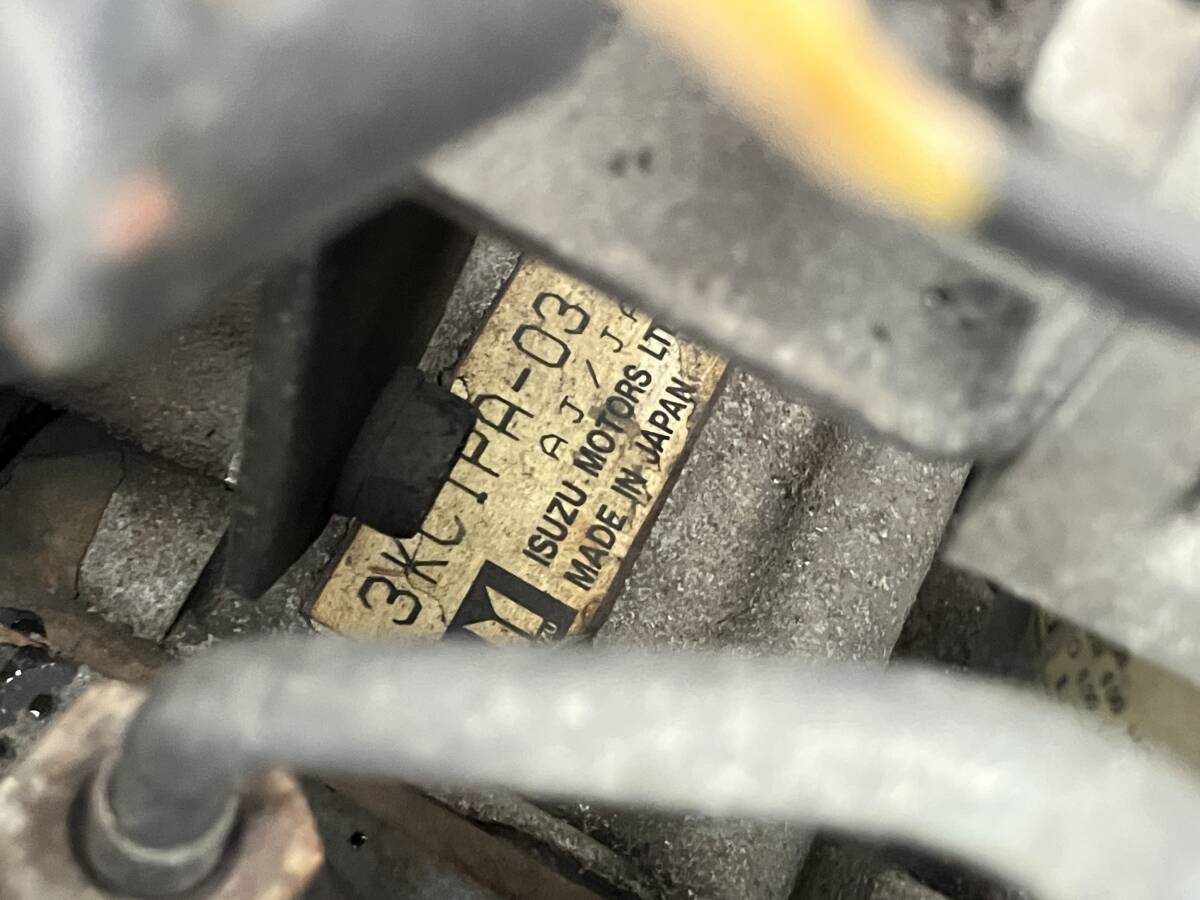 3KC1PA-03
AJ/JA
ISUZU MOTORS LT
MADE IN JAPAN